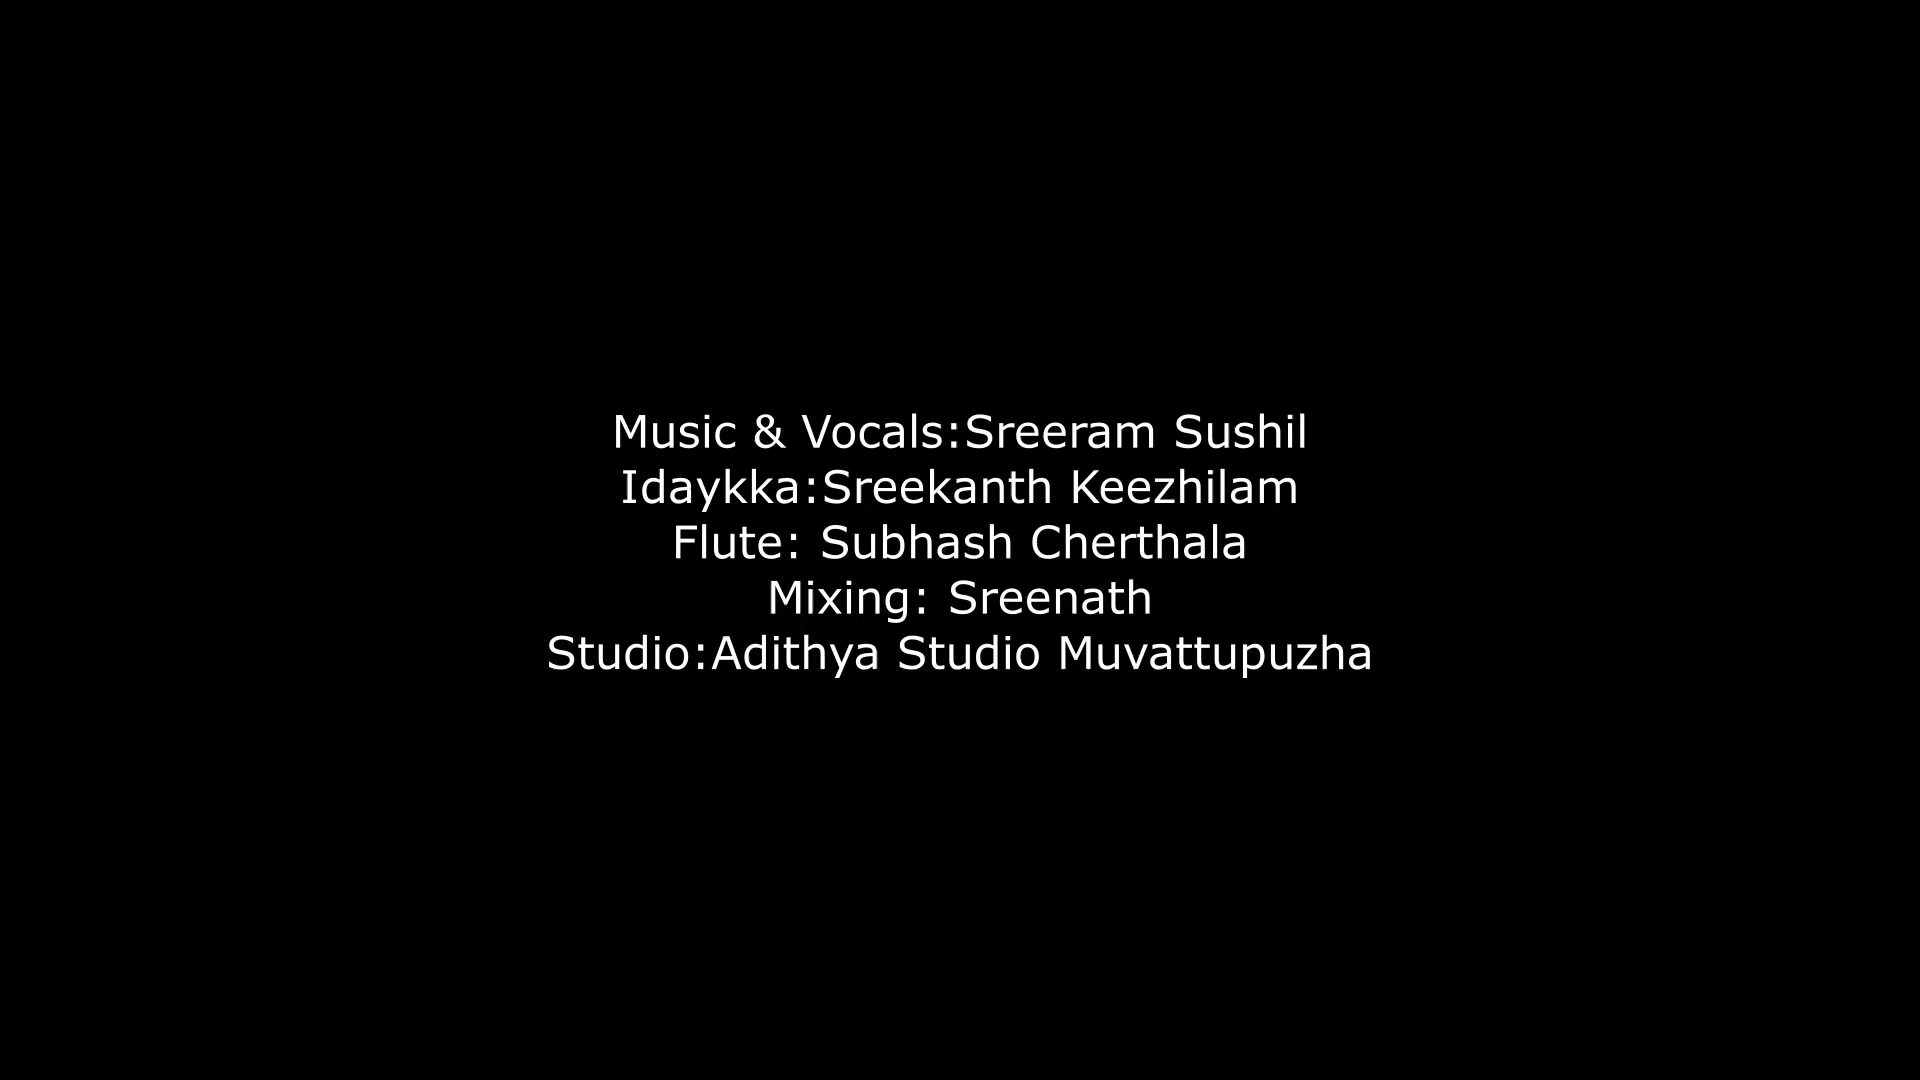 Music & Vocals:Sreeram Sushil
Idaykka:Sreekanth Keezhilam
Flute: Subhash Cherthala
Mixing: Sreenath
Studio:Adithya Studio Muvattupuzha